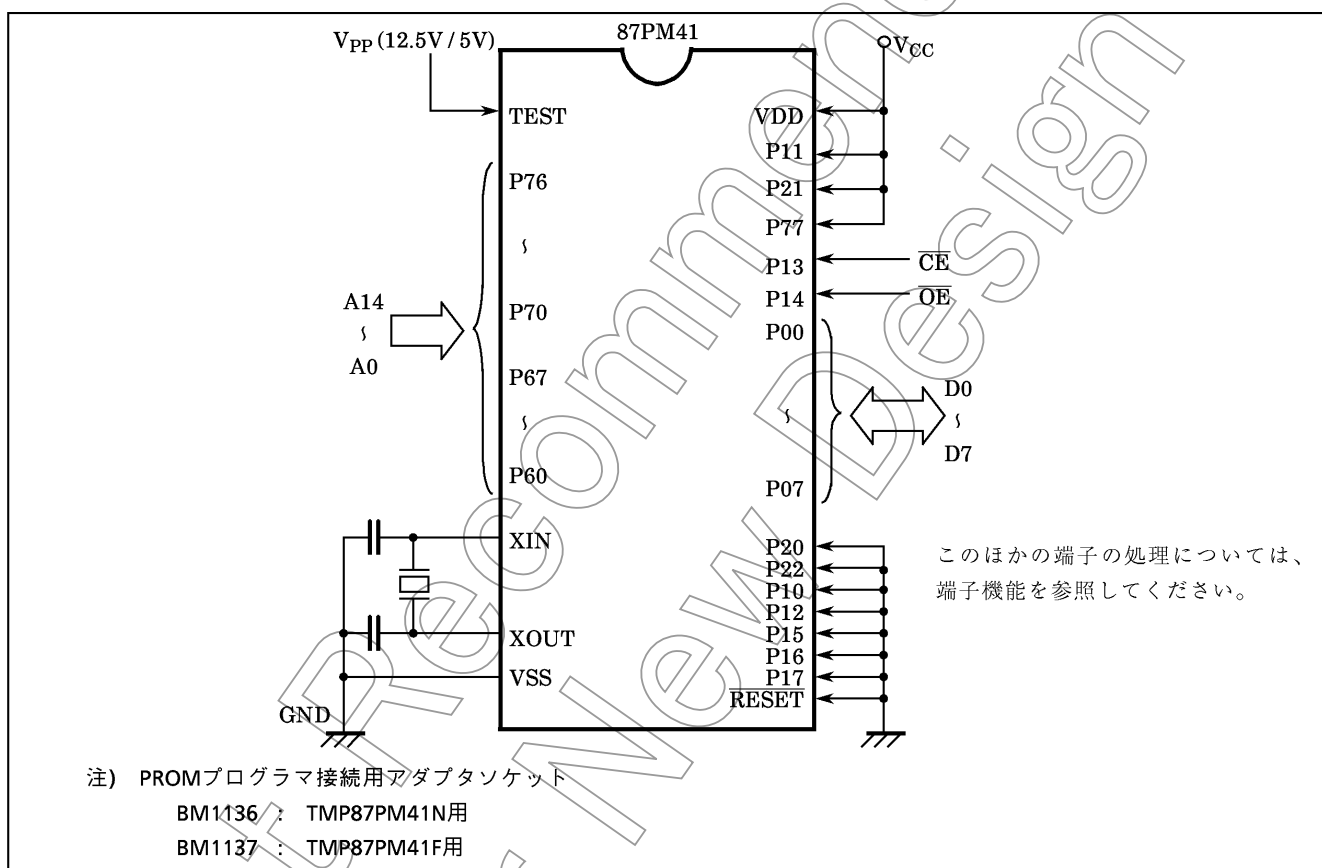 87PM41
VPP (12.5V / 5V)
VCC
TEST
VDD
P11
P76
P21
〜
P77
P13
CE
P14
OE
A14
〜
A0
P70
P00
P67
〜
〜
D0
〜
D7
P60
P07
XIN
P20
P22
P10
P12
P15
P16
P17
RESET
XOUT
VSS
GND
このほかの端子の処理については、
端子機能を参照してください。
注) PROMプログラマ接続用アダプタソケット
BM1136 : TMP87PM41N用
BM1137 : TMP87PM41F用
t Recommen
New Design